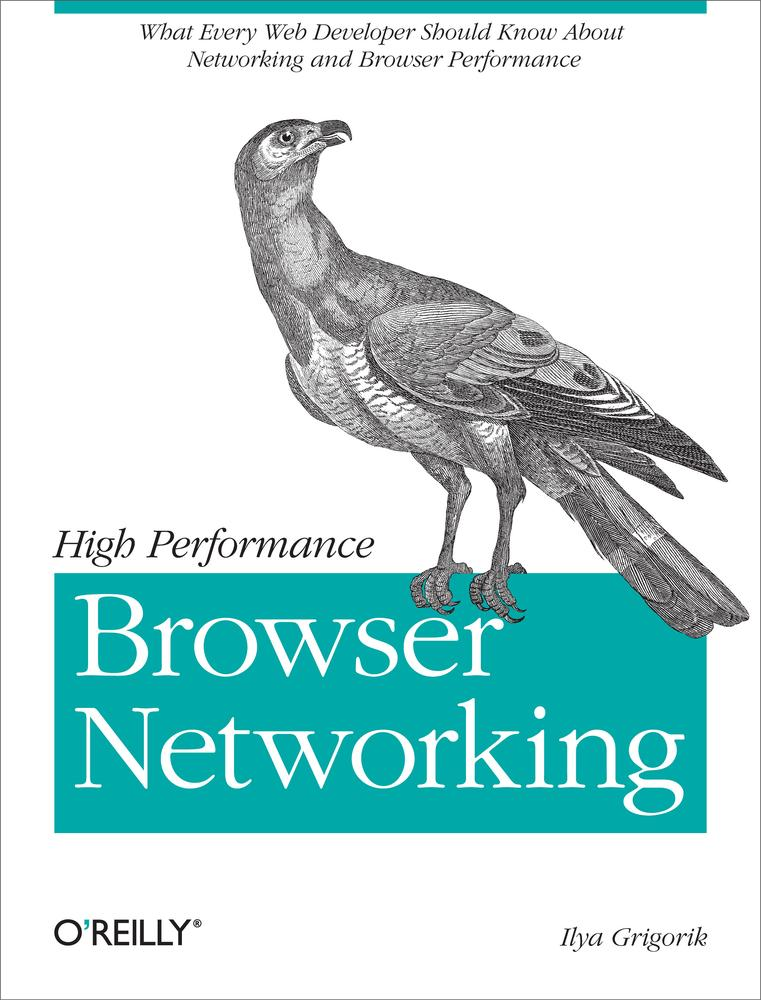 What Every Web Developer Should Know About
Networking and Browser Performance
High Performance
Browser
Networking
O'REILLY®
Ilya Grigorik